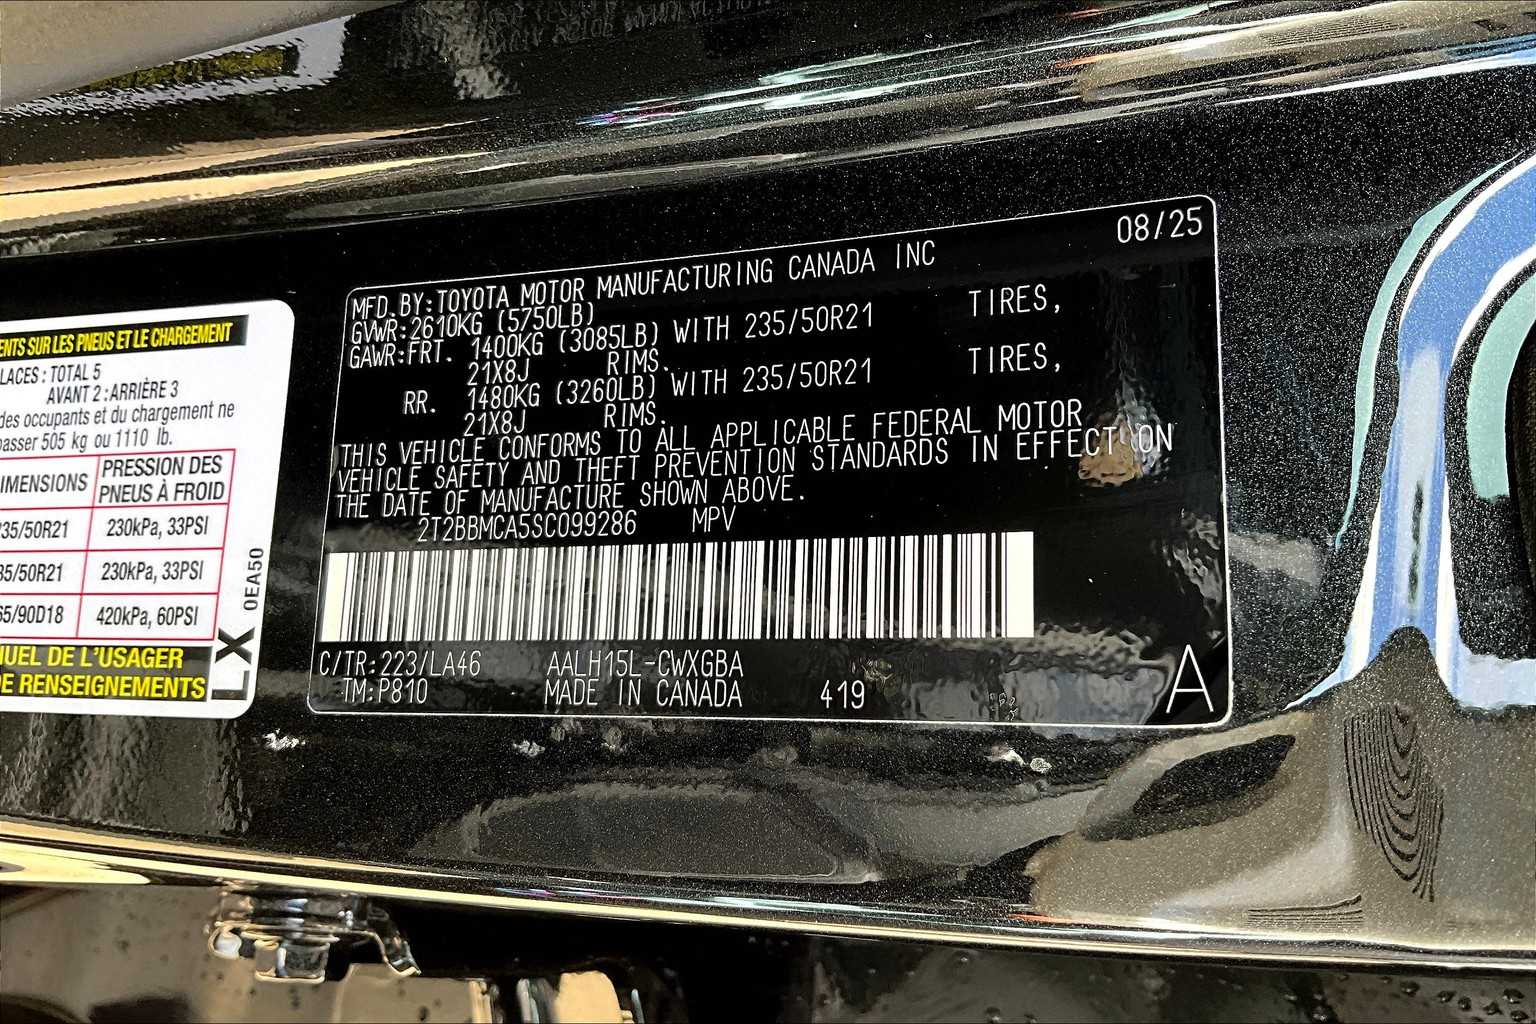 ENTS SUR LES PNEUS ET LE CHARGEMENT
LACES : TOTAL 5
AVANT 2 : ARRIÈRE 3
des occupants et du chargement ne
passer 505 kg ou 1110 lb.
IMENSIONS PRESSION DES
PNEUS À FROID
235/50R21 230kPa, 33PSI
35/50R21 230kPa, 33PSI
65/90D18 420kPa, 60PSI
NUEL DE L'USAGER
DE RENSEIGNEMENTS
LX 0EA50
08/25
MFD.BY:TOYOTA MOTOR MANUFACTURING CANADA INC
GVWR:2610KG (5750LB)
GAWR:FRT. 1400KG (3085LB) WITH 235/50R21 TIRES,
21X8J RIMS.
RR. 1480KG (3260LB) WITH 235/50R21 TIRES,
21X8J RIMS.
THIS VEHICLE CONFORMS TO ALL APPLICABLE FEDERAL MOTOR
VEHICLE SAFETY AND THEFT PREVENTION STANDARDS IN EFFECT ON
THE DATE OF MANUFACTURE SHOWN ABOVE.
2T2BBMCA5SC099286 MPV
C/TR:223/LA46 AALH15L-CWXGBA
TM:P810 MADE IN CANADA 419
A